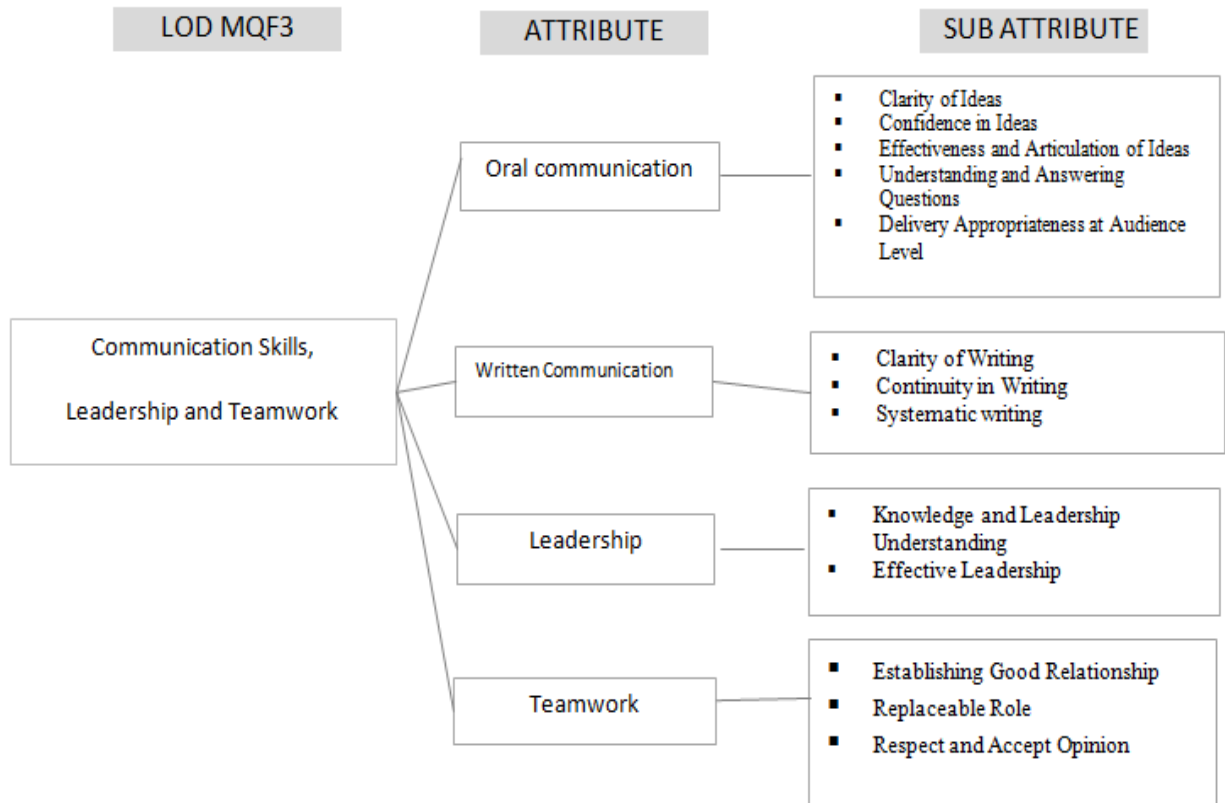 LOD MQF3
ATTRIBUTE
SUB ATTRIBUTE
Communication Skills,
Leadership and Teamwork
Oral communication
▪ Clarity of Ideas
▪ Confidence in Ideas
▪ Effectiveness and Articulation of Ideas
▪ Understanding and Answering
Questions
▪ Delivery Appropriateness at Audience
Level
Written Communication
▪ Clarity of Writing
▪ Continuity in Writing
▪ Systematic writing
Leadership
▪ Knowledge and Leadership
Understanding
▪ Effective Leadership
Teamwork
▪ Establishing Good Relationship
▪ Replaceable Role
▪ Respect and Accept Opinion